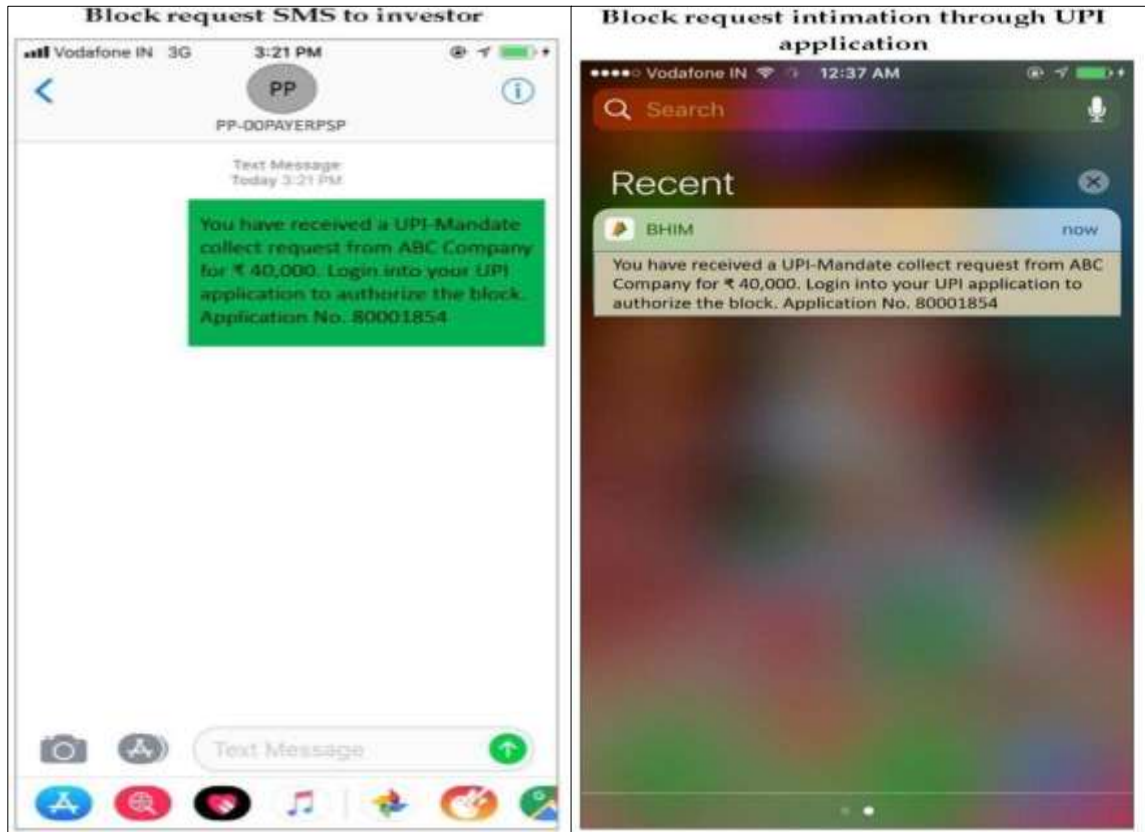 Block request SMS to investor
Vodafone IN 3G 3:21 PM
PP
PP-00PAYERPSP
Text Message
Today 3:21 PM
You have received a UPI-Mandate
collect request from ABC Company
for ₹ 40,000. Login into your UPI
application to authorize the block.
Application No. 80001854
Text Message
Block request intimation through UPI
application
Vodafone IN 12:37 AM
Search
Recent
BHIM now
You have received a UPI-Mandate collect request from ABC
Company for ₹ 40,000. Login into your UPI application to
authorize the block. Application No. 80001854